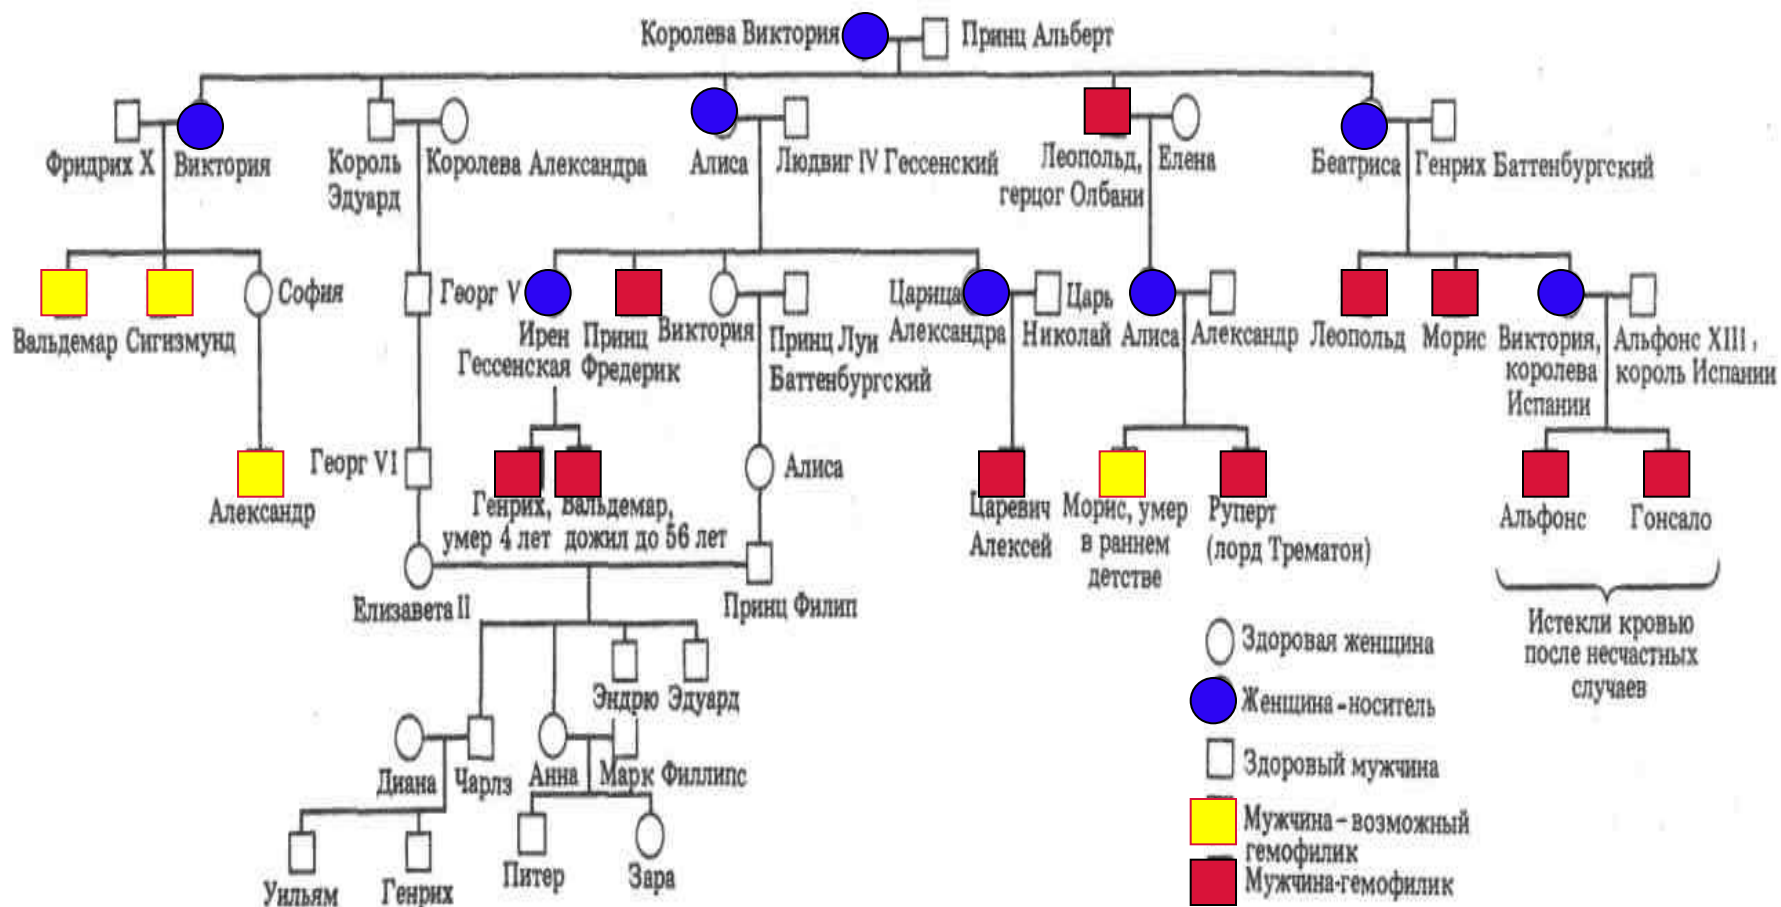 Королева Виктория
Принц Альберт
Фридрих X
Виктория
Король
Эдуард
Королева Александра
Алиса
Людвиг IV Гессенский
Леопольд,
герцог Олбани
Елена
Беатриса
Генрих Баттенбургский
Вальдемар
Сигизмунд
София
Георг V
Ирен
Гессенская
Принц
Фредерик
Виктория
Принц Луи
Баттенбургский
Царица
Александра
Царь
Николай
Алиса
Александр
Леопольд
Морис
Виктория,
королева
Испании
Альфонс XIII,
король Испании
Александр
Георг VI
Генрих,
умер 4 лет
Вальдемар,
дожил до 56 лет
Алиса
Царевич
Алексей
Морис, умер
в раннем
детстве
Руперт
(лорд Трематон)
Альфонс
Гонсало
Елизавета II
Принц Филип
Истекли кровью
после несчастных
случаев
Эндрю
Эдуард
Диана
Чарлз
Анна
Марк Филлипс
Уильям
Генрих
Питер
Зара
Здоровая женщина
Женщина-носитель
Здоровый мужчина
Мужчина-возможный
гемофилик
Мужчина-гемофилик